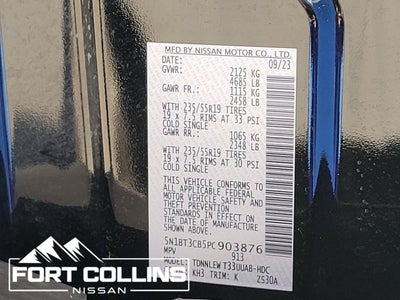 MFD BY NISSAN MOTOR CO., LTD.
DATE: 09/23
GVWR: 2125 KG
4685 LB
GAWR FR.: 1115 KG
2458 LB
WITH 235/55R19 TIRES
19 x 7.5 RIMS AT 33 PSI
COLD SINGLE
GAWR RR.: 1065 KG
2348 LB
WITH 235/55R19 TIRES
19 x 7.5 RIMS AT 30 PSI
COLD SINGLE
THIS VEHICLE CONFORMS
TO ALL APPLICABLE FEDERAL
MOTOR VEHICLE SAFETY
AND THEFT PREVENTION
STANDARDS IN EFFECT ON
THE DATE OF MANUFACTURE
SHOWN ABOVE
5N1BT3CB5PC903876
MPV 913
MODEL: TDNNLEWT33UUAB-HDC
KH3 TRIM: K ZS30A
FORT COLLINS
NISSAN